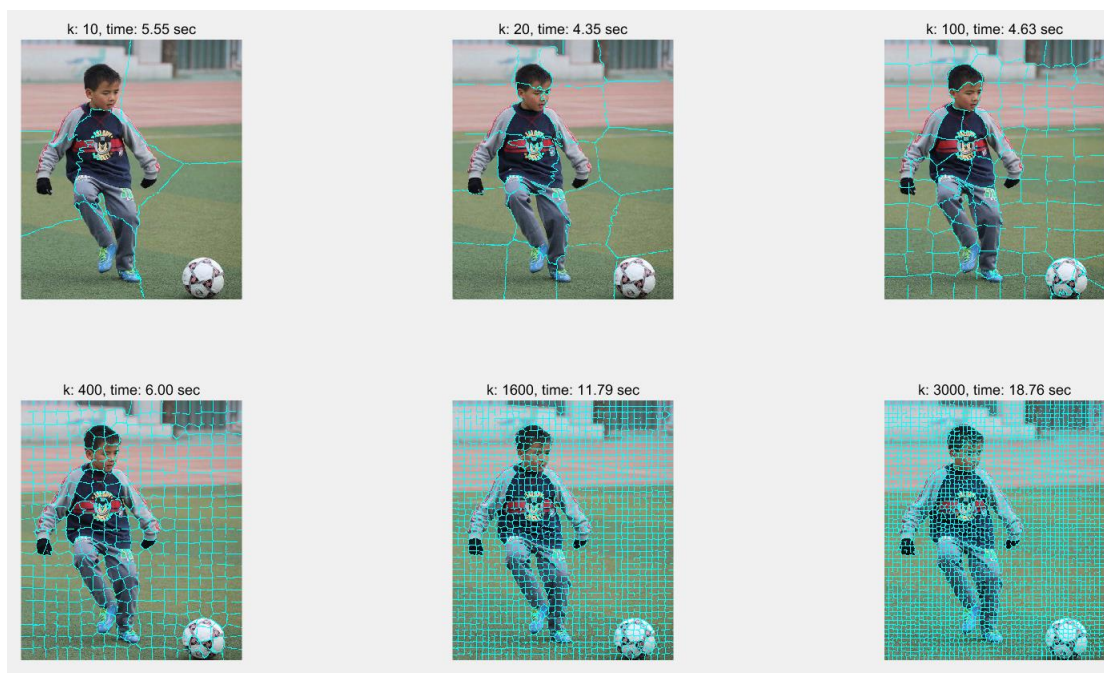 k: 10, time: 5.55 sec
k: 20, time: 4.35 sec
k: 100, time: 4.63 sec
k: 400, time: 6.00 sec
k: 1600, time: 11.79 sec
k: 3000, time: 18.76 sec